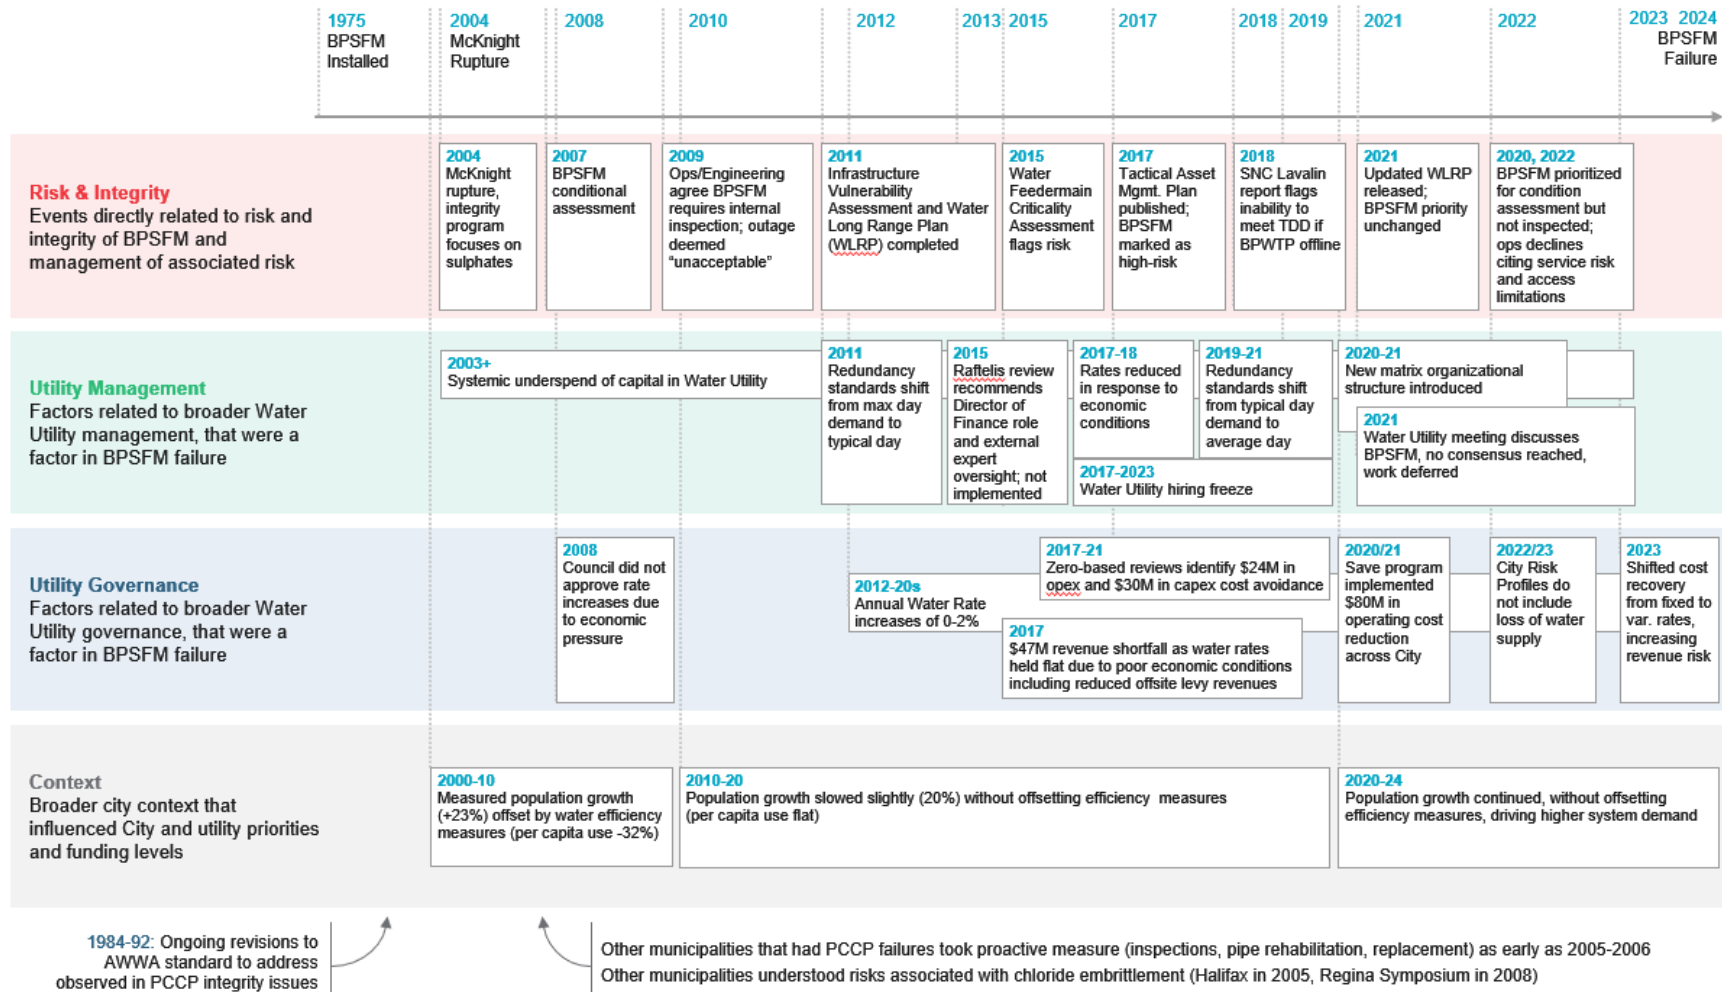 1975
BPSFM
Installed
2004
McKnight
Rupture
2008
2010
2012
2013
2015
2017
2018
2019
2021
2022
2023 2024
BPSFM
Failure
Risk & Integrity
Events directly related to risk and
integrity of BPSFM and
management of associated risk
2004
McKnight
rupture,
integrity
program
focuses on
sulphates
2007
BPSFM
conditional
assessment
2009
Ops/Engineering
agree BPSFM
requires internal
inspection; outage
deemed
“unacceptable”
2011
Infrastructure
Vulnerability
Assessment and Water
Long Range Plan
(WLRP) completed
2015
Water
Feedermain
Criticality
Assessment
flags risk
2017
Tactical Asset
Mgmt. Plan
published;
BPSFM
marked as
high-risk
2018
SNC Lavalin
report flags
inability to
meet TDD if
BPWTP offline
2021
Updated WLRP
released;
BPSFM priority
unchanged
2020, 2022
BPSFM prioritized
for condition
assessment but
not inspected;
ops declines
citing service risk
and access
limitations
Utility Management
Factors related to broader Water
Utility management, that were a
factor in BPSFM failure
2003+
Systemic underspend of capital in Water Utility
2011
Redundancy
standards shift
from max day
demand to
typical day
2015
Raftelis review
recommends
Director of
Finance role
and external
expert
oversight; not
implemented
2017-18
Rates reduced
in response to
economic
conditions
2019-21
Redundancy
standards shift
from typical day
demand to
average day
2017-2023
Water Utility hiring freeze
2020-21
New matrix organizational
structure introduced
2021
Water Utility meeting discusses
BPSFM, no consensus reached,
work deferred
Utility Governance
Factors related to broader Water
Utility governance, that were a
factor in BPSFM failure
2008
Council did not
approve rate
increases due
to economic
pressure
2012-20s
Annual Water Rate
increases of 0-2%
2017-21
Zero-based reviews identify $24M in
opex and $30M in capex cost avoidance
2017
$47M revenue shortfall as water rates
held flat due to poor economic conditions
including reduced offsite levy revenues
2020/21
Save program
implemented
$80M in
operating cost
reduction
across City
2022/23
City Risk
Profiles do
not include
loss of water
supply
2023
Shifted cost
recovery
from fixed to
var. rates,
increasing
revenue risk
Context
Broader city context that
influenced City and utility priorities
and funding levels
2000-10
Measured population growth
(+23%) offset by water efficiency
measures (per capita use -32%)
2010-20
Population growth slowed slightly (20%) without offsetting efficiency measures
(per capita use flat)
2020-24
Population growth continued, without offsetting
efficiency measures, driving higher system demand
1984-92: Ongoing revisions to
AWWA standard to address
observed in PCCP integrity issues
Other municipalities that had PCCP failures took proactive measure (inspections, pipe rehabilitation, replacement) as early as 2005-2006
Other municipalities understood risks associated with chloride embrittlement (Halifax in 2005, Regina Symposium in 2008)